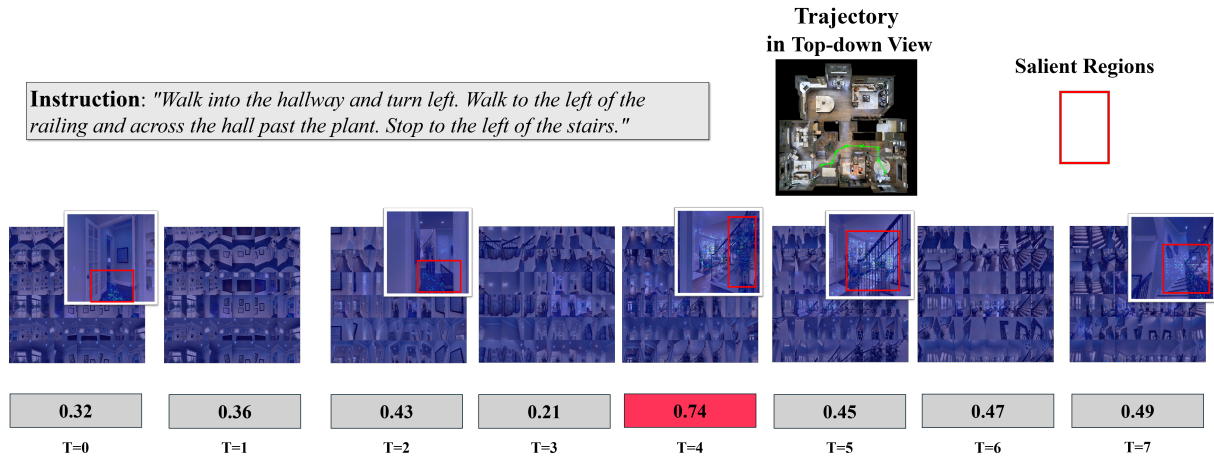 Trajectory
in Top-down View
Salient Regions
Instruction: "Walk into the hallway and turn left. Walk to the left of the
railing and across the hall past the plant. Stop to the left of the stairs."
0.32 0.36 0.43 0.21 0.74 0.45 0.47 0.49
T=0 T=1 T=2 T=3 T=4 T=5 T=6 T=7